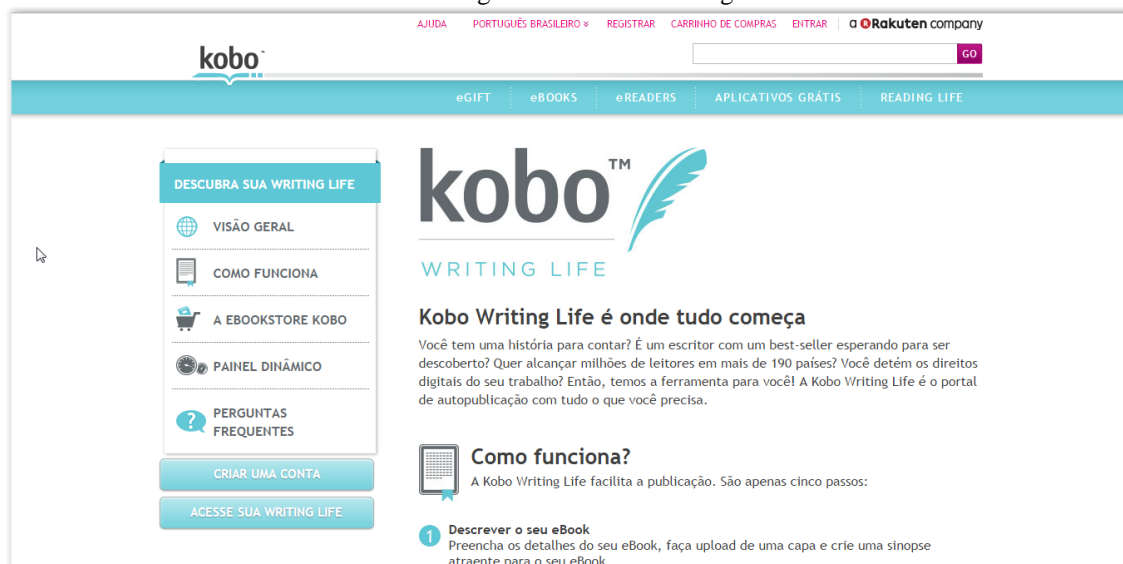 AJUDA PORTUGUÊS BRASILEIRO REGISTRAR CARRINHO DE COMPRAS ENTRAR a Rakuten company
kobo
GO
eGIFT eBOOKS eREADERS APLICATIVOS GRÁTIS READING LIFE
DESCUBRA SUA WRITING LIFE
VISÃO GERAL
COMO FUNCIONA
A EBOOKSTORE KOBO
PAINEL DINÂMICO
PERGUNTAS
FREQUENTES
CRIAR UMA CONTA
ACESSE SUA WRITING LIFE
kobo™
WRITING LIFE
Kobo Writing Life é onde tudo começa
Você tem uma história para contar? É um escritor com um best-seller esperando para ser
descoberto? Quer alcançar milhões de leitores em mais de 190 países? Você detém os direitos
digitais do seu trabalho? Então, temos a ferramenta para você! A Kobo Writing Life é o portal
de autopublicação com tudo o que você precisa.
Como funciona?
A Kobo Writing Life facilita a publicação. São apenas cinco passos:
1 Descrever o seu eBook
Preencha os detalhes do seu eBook, faça upload de uma capa e crie uma sinopse
atraente para o seu eBook